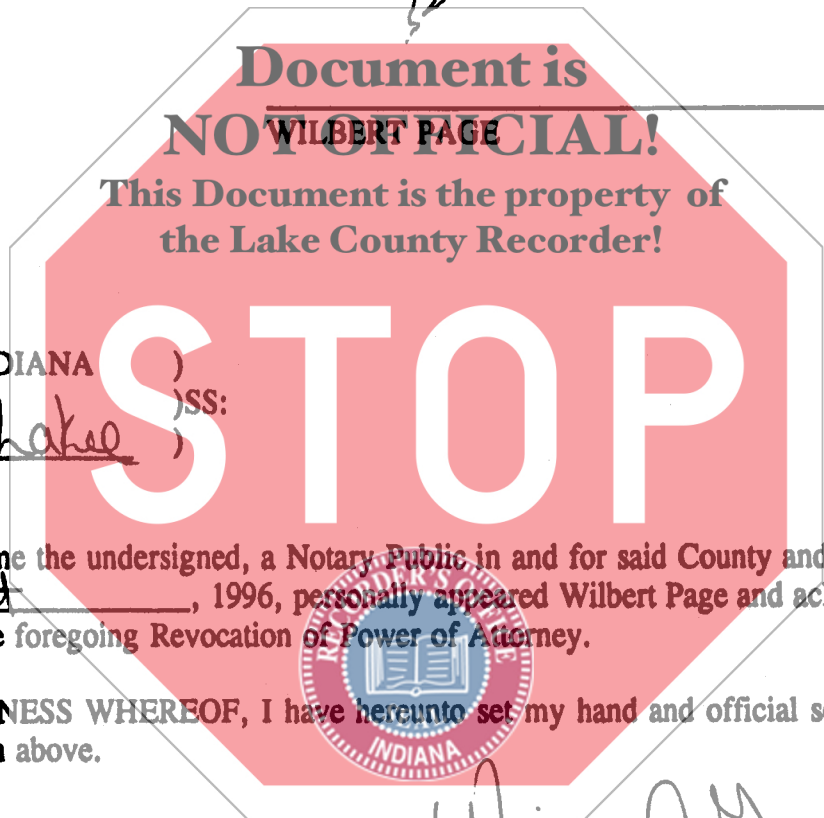 Document is
NOT OFFICIAL!
WILBERT PAGE
This Document is the property of
the Lake County Recorder!
STOP
DIANA )
)SS:
Lake )
ne the undersigned, a Notary Public in and for said County and
, 1996, personally appeared Wilbert Page and ac
e foregoing Revocation of Power of Attorney.
NESS WHEREOF, I have hereunto set my hand and official s
n above.
RECORDER'S OFFICE
INDIANA